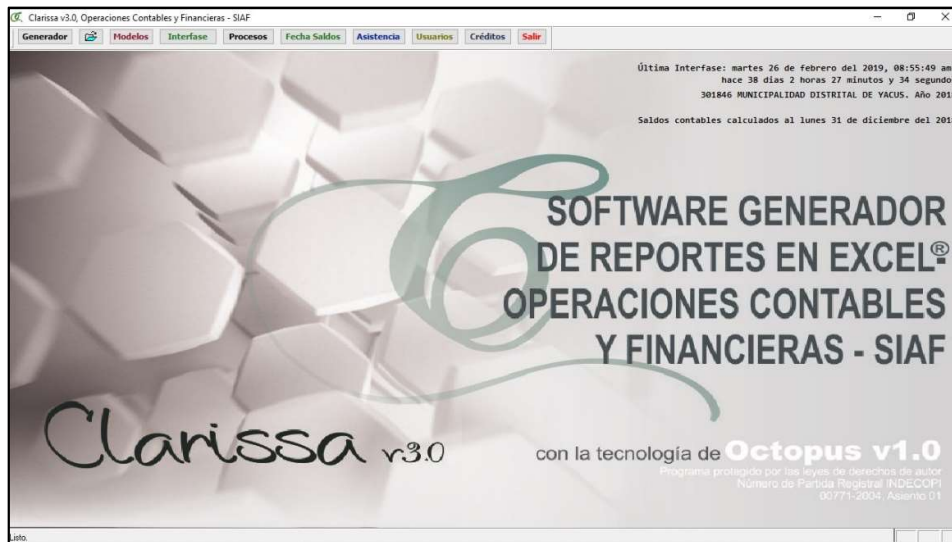 Clarissa v3.0, Operaciones Contables y Financieras - SIAF
Generador Modelos Interfase Procesos Fecha Saldos Asistencia Usuarios Créditos Salir
Última Interfase: martes 26 de febrero del 2019, 08:55:49 am
hace 38 días 2 horas 27 minutos y 34 segundo
301846 MUNICIPALIDAD DISTRITAL DE YACUS. Año 201
Saldos contables calculados al lunes 31 de diciembre del 201
SOFTWARE GENERADOR
DE REPORTES EN EXCEL®
OPERACIONES CONTABLES
Y FINANCIERAS - SIAF
Clarissa v3.0
con la tecnología de Octopus v1.0
Programa protegido por las leyes de derechos de autor
Número de Partida Registral INDECOPI
00771-2004. Asiento 01
Listo.